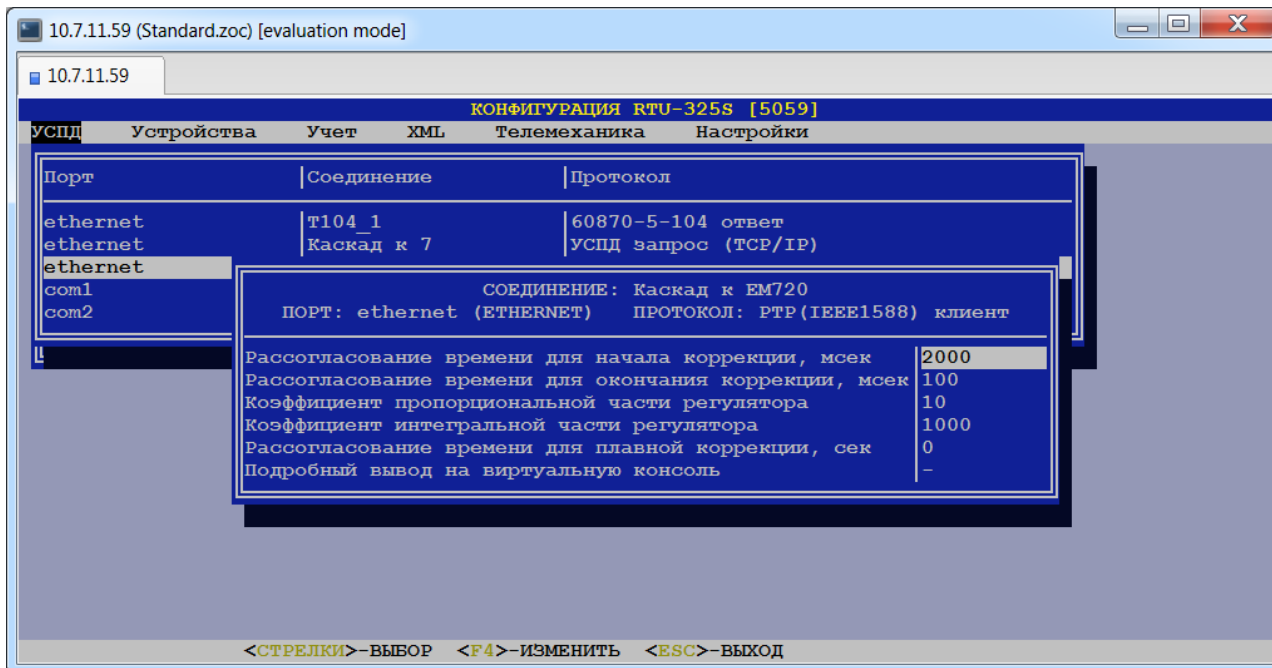 10.7.11.59 (Standard.zoc) [evaluation mode]
10.7.11.59
КОНФИГУРАЦИЯ RTU-325S [5059]
УСПД Устройства Учет XML Телемеханика Настройки
Порт Соединение Протокол
ethernet T104_1 60870-5-104 ответ
ethernet Каскад к 7 УСПД запрос (TCP/IP)
ethernet
com1
com2
СОЕДИНЕНИЕ: Каскад к EM720
ПОРТ: ethernet (ETHERNET) ПРОТОКОЛ: PTP(IEEE1588) клиент
Рассогласование времени для начала коррекции, мсек 2000
Рассогласование времени для окончания коррекции, мсек 100
Коэффициент пропорциональной части регулятора 10
Коэффициент интегральной части регулятора 1000
Рассогласование времени для плавной коррекции, сек 0
Подробный вывод на виртуальную консоль -
<СТРЕЛКИ>-ВЫБОР <F4>-ИЗМЕНИТЬ <ESC>-ВЫХОД